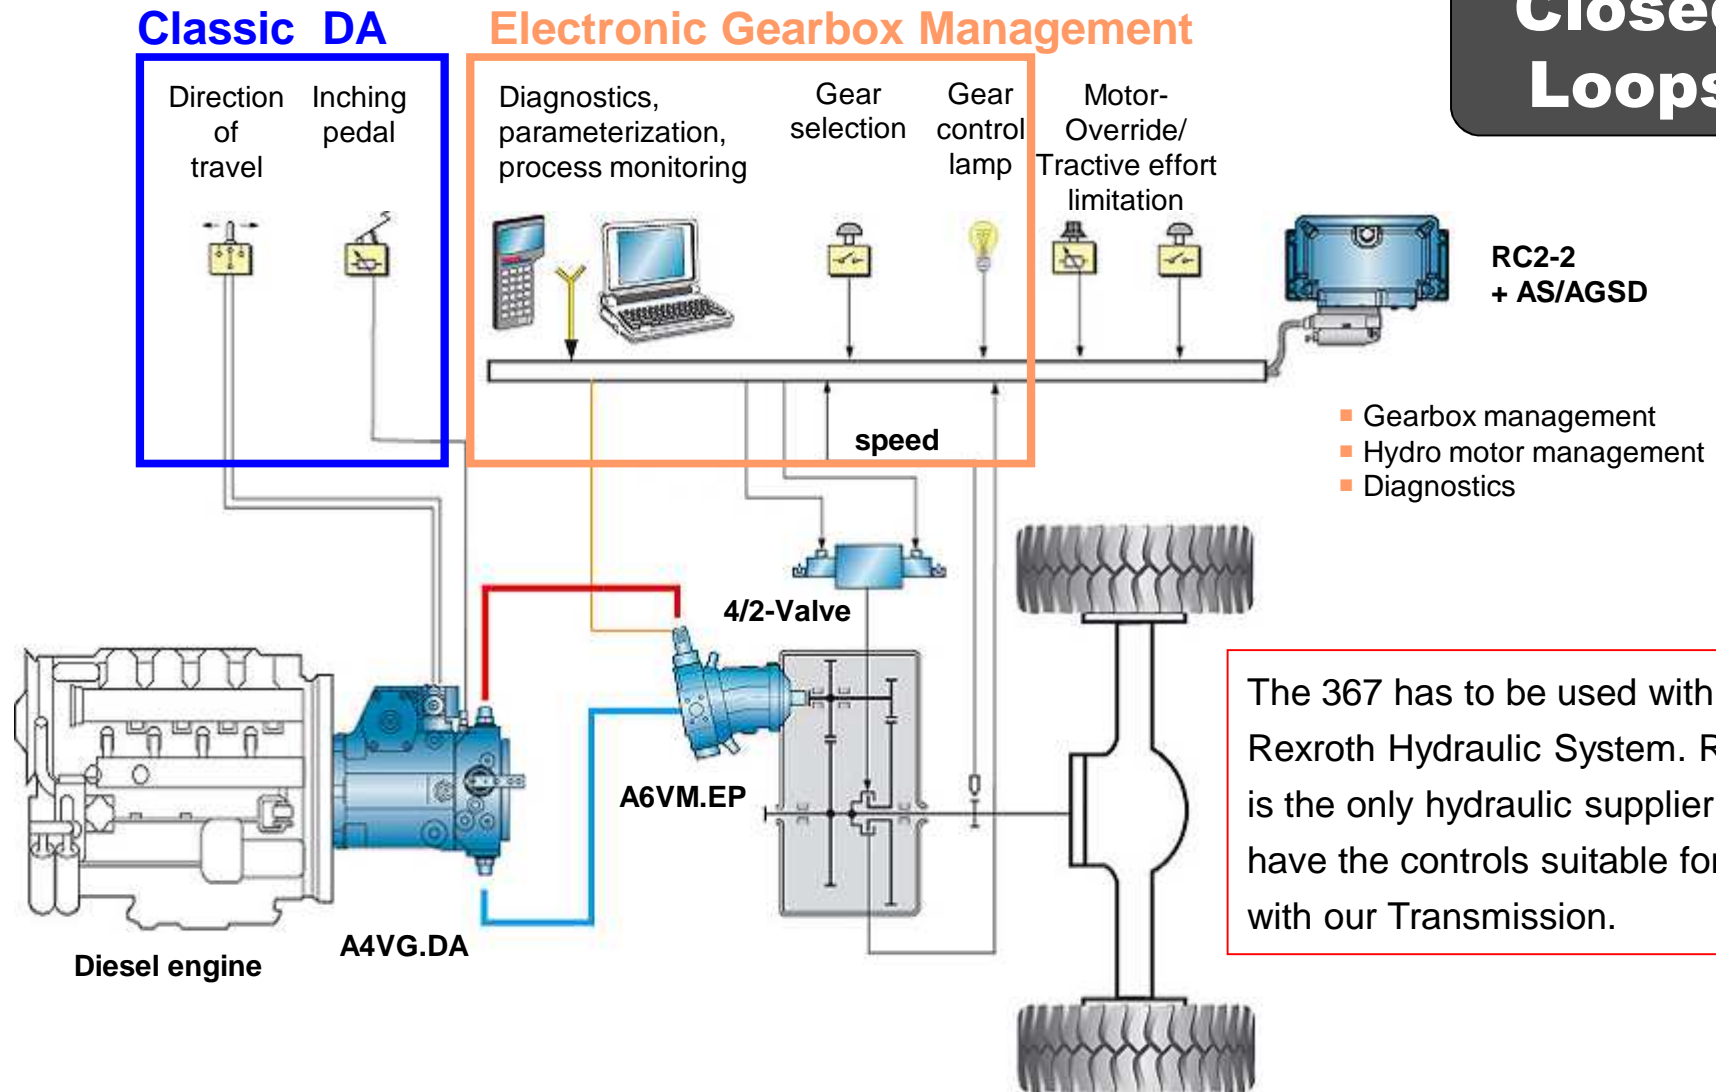 Classic DA
Electronic Gearbox Management
Loops
Direction
of
travel
Inching
pedal
Diagnostics,
parameterization,
process monitoring
Gear
selection
Gear
control
lamp
Motor-
Override/
Tractive effort
limitation
RC2-2
+ AS/AGSD
speed
Gearbox management
Hydro motor management
Diagnostics
4/2-Valve
A6VM.EP
A4VG.DA
Diesel engine
The 367 has to be used with
Rexroth Hydraulic System.
is the only hydraulic supplier
have the controls suitable for
with our Transmission.